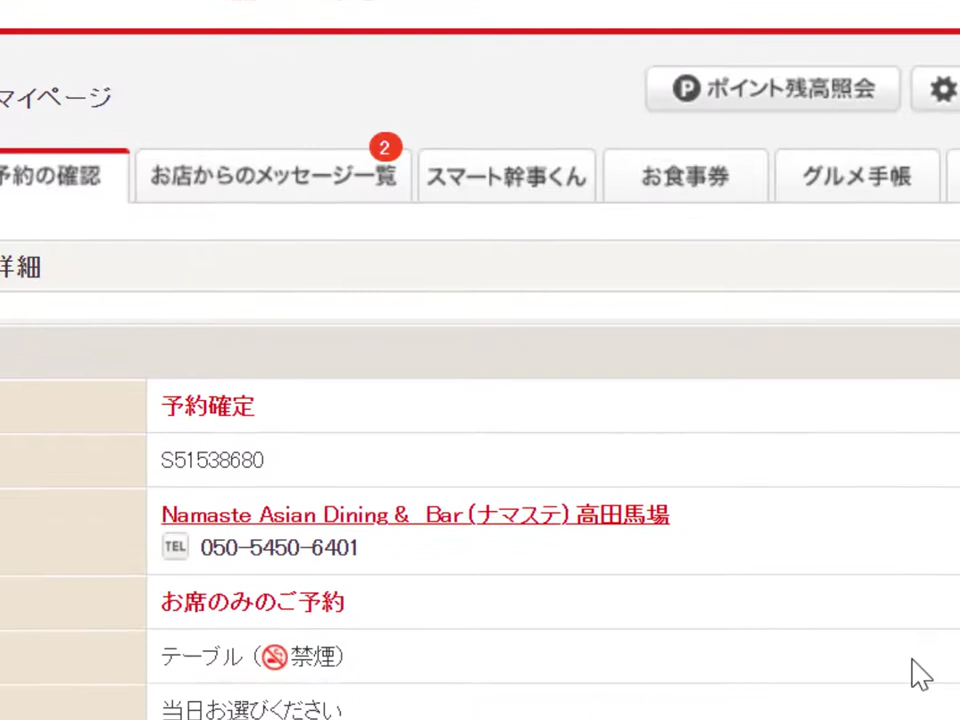 マイページ
ポイント残高照会
予約の確認
お店からのメッセージ一覧
2
スマート幹事くん
お食事券
グルメ手帳
詳細
予約確定
S51538680
Namaste Asian Dining & Bar(ナマステ) 高田馬場
TEL 050-5450-6401
お席のみのご予約
テーブル (禁煙)
当日お選びください